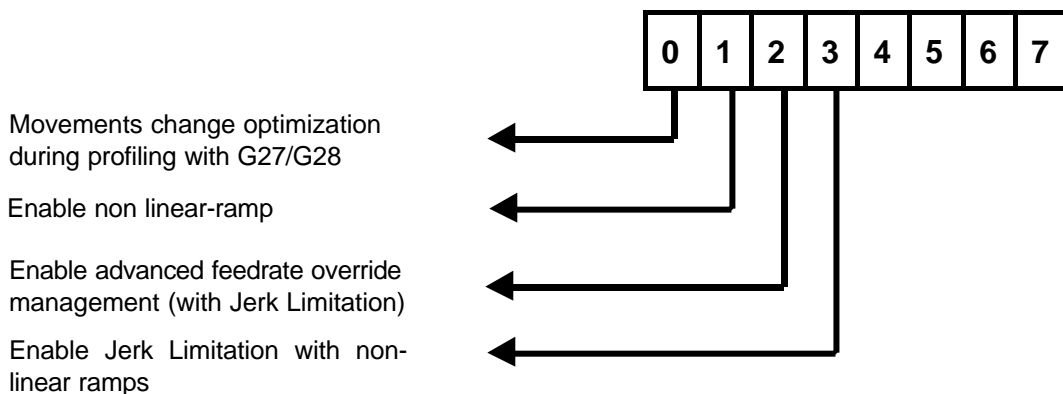 0 1 2 3 4 5 6 7
Movements change optimization
during profiling with G27/G28
Enable non linear-ramp
Enable advanced feedrate override
management (with Jerk Limitation)
Enable Jerk Limitation with non-
linear ramps